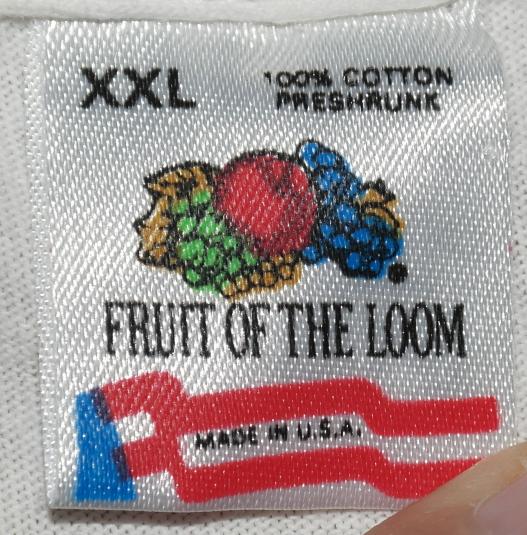 XXL
100% COTTON
PRESHRUNK
FRUIT OF THE LOOM
MADE IN U.S.A.